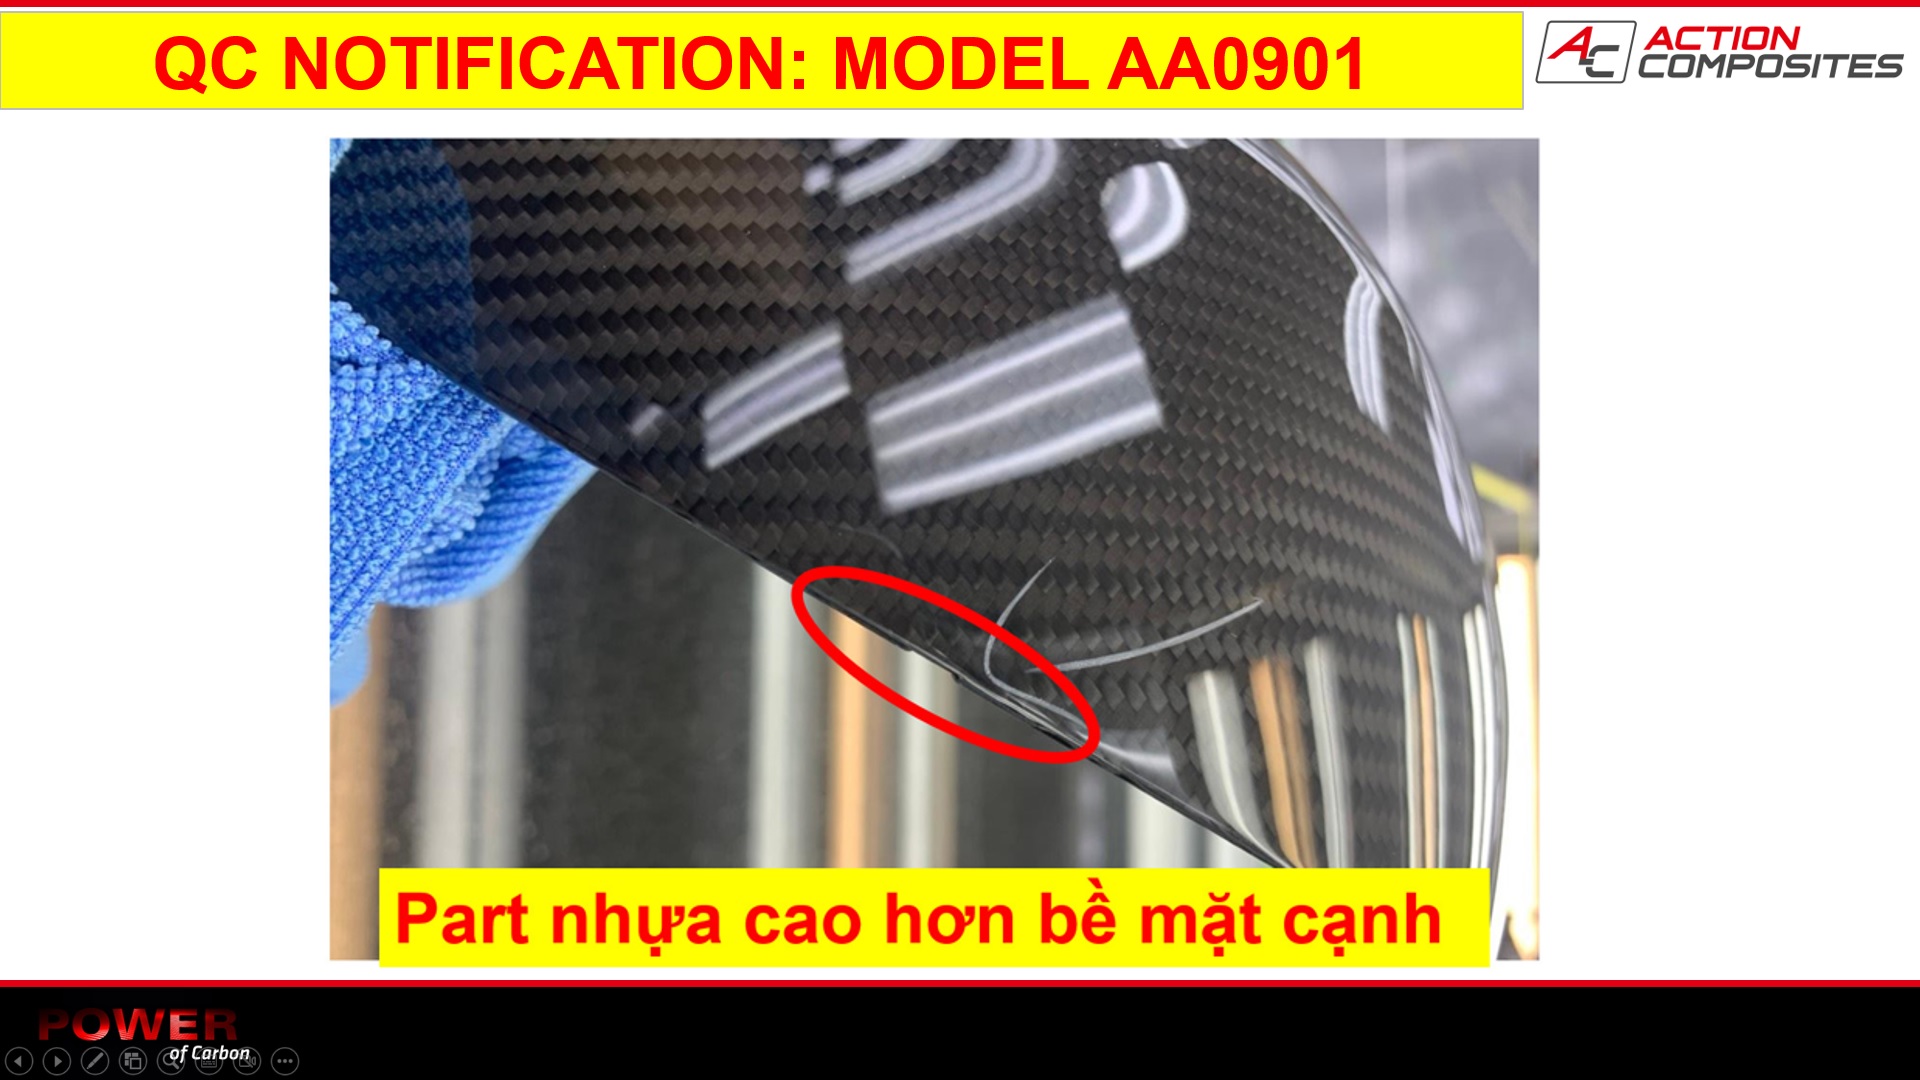 QC NOTIFICATION: MODEL AA0901
AC ACTION
COMPOSITES
Part nhựa cao hơn bề mặt cạnh
POWER
of Carbon